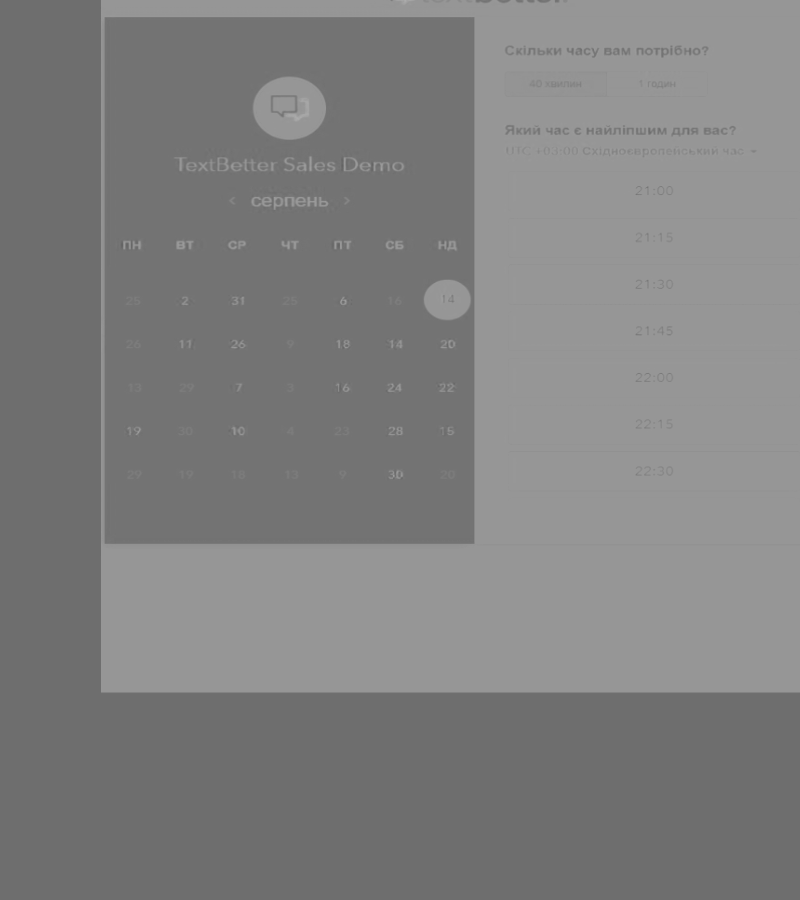 TextBetter Sales Demo
‹ серпень ›
ПН ВТ СР ЧТ ПТ СБ НД
25 2 31 25 6 16 14
26 11 26 9 18 14 20
13 29 7 3 16 24 22
19 30 10 4 23 28 15
29 19 18 13 9 30 20
Скільки часу вам потрібно?
40 хвилин 1 годин
Який час є найліпшим для вас?
UTC +03:00 Східноєвропейський час
21:00
21:15
21:30
21:45
22:00
22:15
22:30